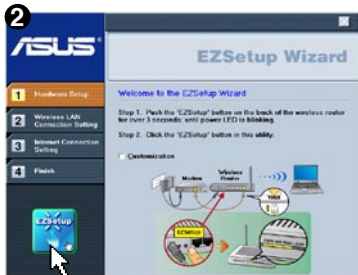 2
ASUS
EZSetup Wizard
1 Hardware Setup
2 Wireless LAN
Connection Setting
3 Internet Connection
Setting
4 Finish
EZSetup
Welcome to the EZSetup Wizard
Step 1. Push the "EZSetup" button on the back of the wireless router
for over 3 seconds, until power LED is blinking.
Step 2. Click the "EZSetup" button in this utility.
Customization
Modem
Wireless
Router
EZSetup